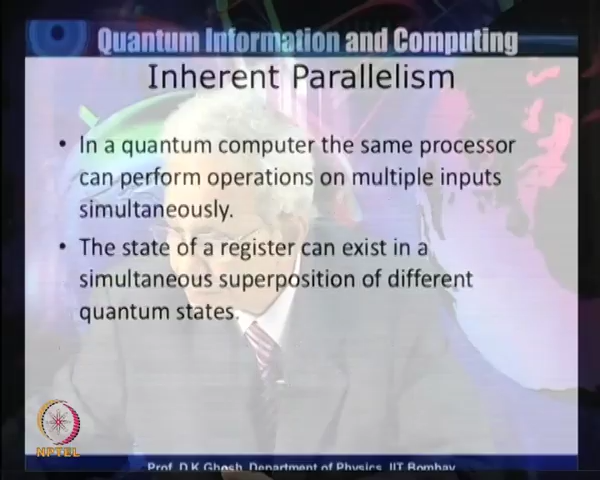 Quantum Information and Computing
Inherent Parallelism
• In a quantum computer the same processor
can perform operations on multiple inputs
simultaneously.
• The state of a register can exist in a
simultaneous superposition of different
quantum states.
NPTEL
Prof. D.K Ghosh, Department of Physics, IIT Bombay